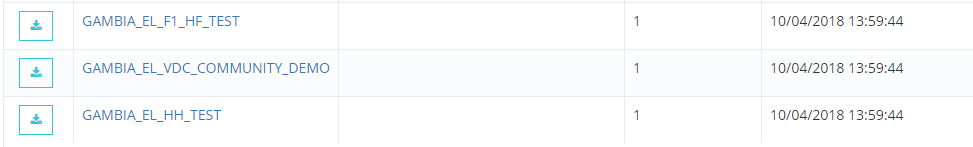 GAMBIA_EL_F1_HF_TEST 1 10/04/2018 13:59:44
GAMBIA_EL_VDC_COMMUNITY_DEMO 1 10/04/2018 13:59:44
GAMBIA_EL_HH_TEST 1 10/04/2018 13:59:44